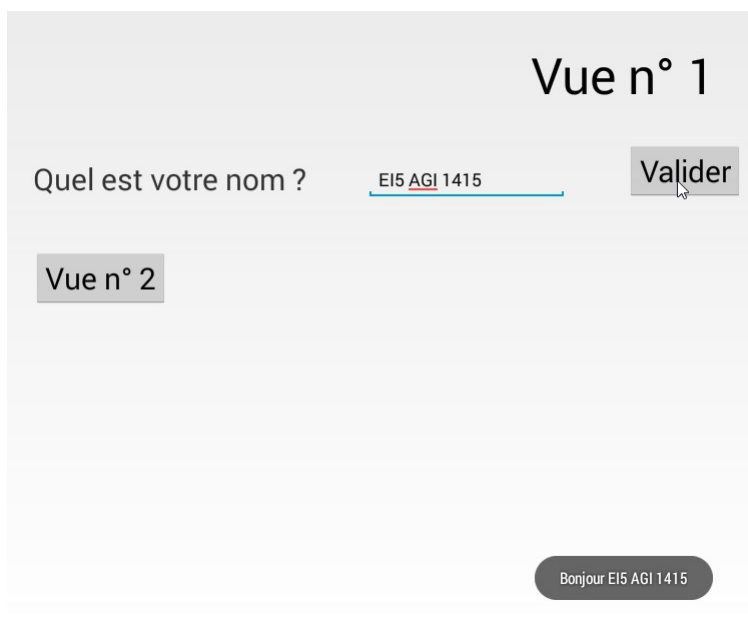 Vue n° 1
Quel est votre nom ? EI5 AGI 1415 Valider
Vue n° 2
Bonjour EI5 AGI 1415